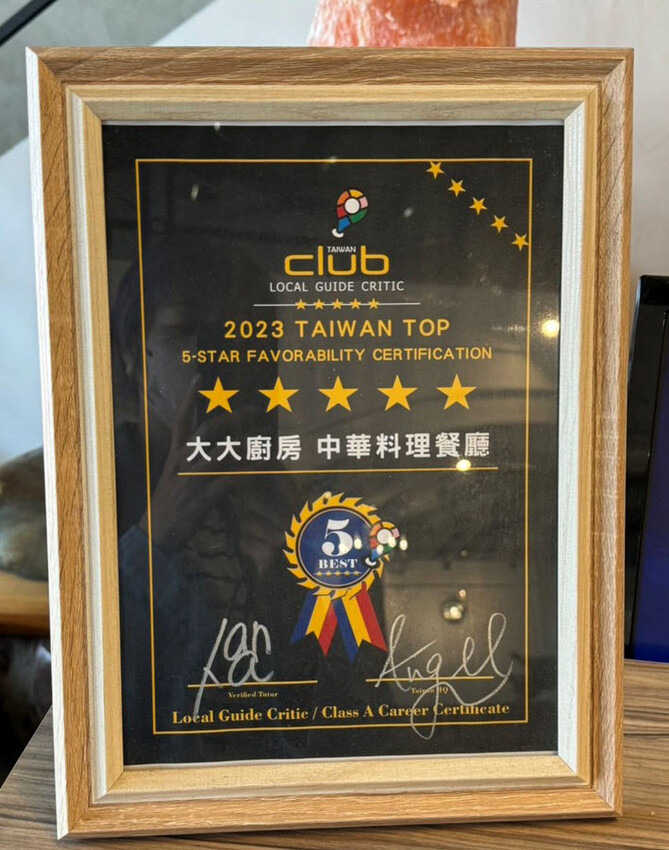 TAIWAN
club
LOCAL GUIDE CRITIC
2023 TAIWAN TOP
5-STAR FAVORABILITY CERTIFICATION
大大廚房 中華料理餐廳
5
BEST
Verified Tutor
Taiwan HQ
Local Guide Critic / Class A Career Certificate